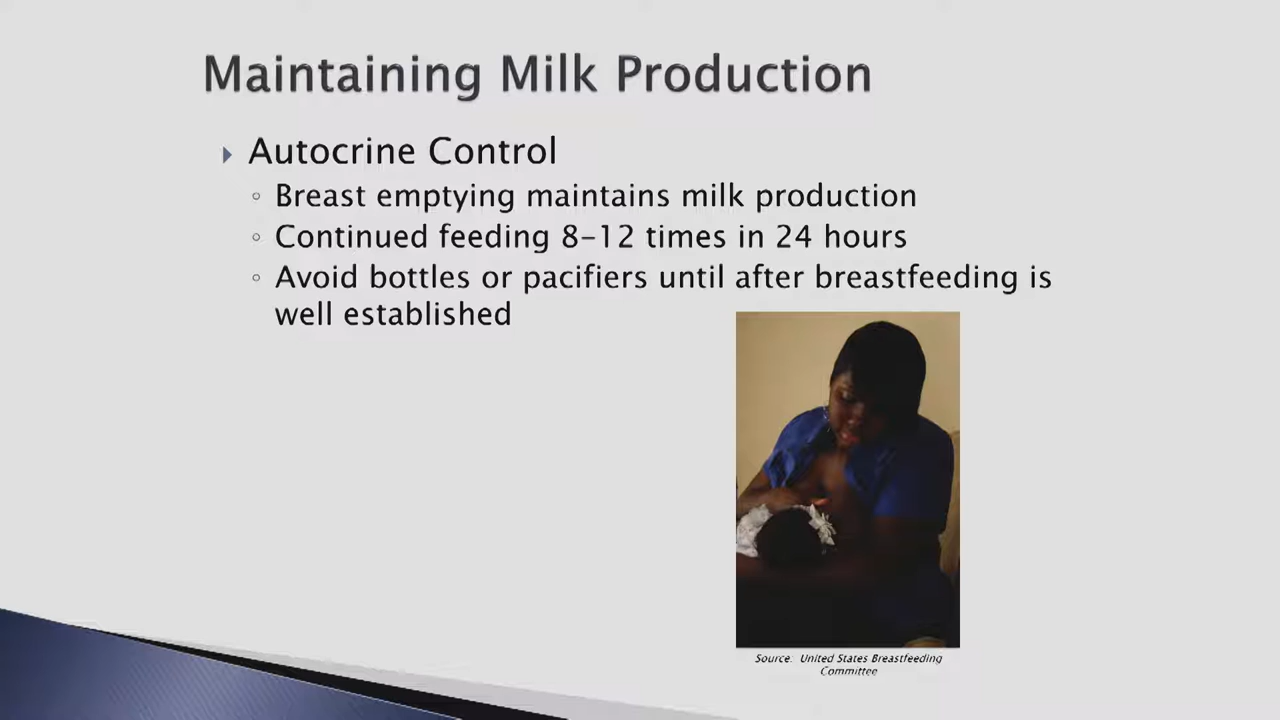 Maintaining Milk Production
Autocrine Control
Breast emptying maintains milk production
Continued feeding 8-12 times in 24 hours
Avoid bottles or pacifiers until after breastfeeding is
well established
Source: United States Breastfeeding
Committee